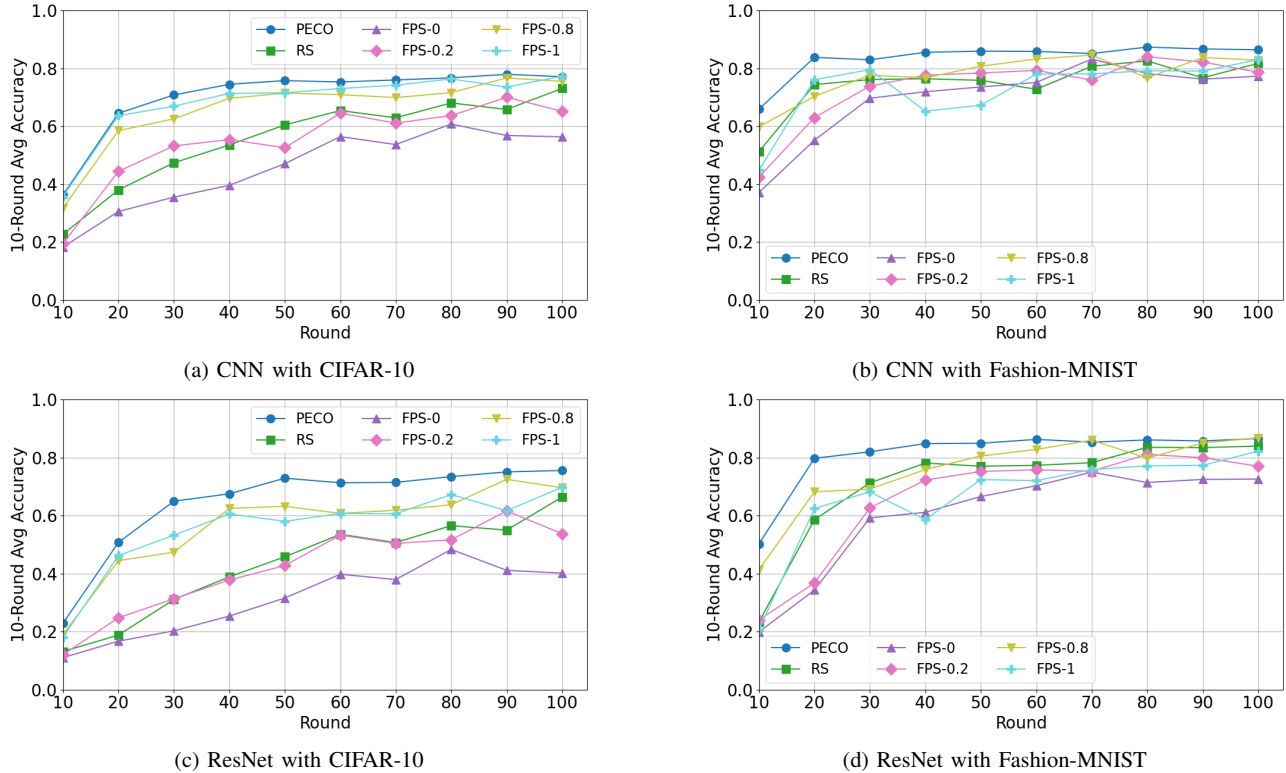 1.0
0.8
0.6
0.4
0.2
0.0
10-Round Avg Accuracy
PECO FPS-0 FPS-0.8
RS FPS-0.2 FPS-1
10 20 30 40 50 60 70 80 90 100
Round
(a) CNN with CIFAR-10
1.0
0.8
0.6
0.4
0.2
0.0
10-Round Avg Accuracy
PECO FPS-0 FPS-0.8
RS FPS-0.2 FPS-1
10 20 30 40 50 60 70 80 90 100
Round
(b) CNN with Fashion-MNIST
1.0
0.8
0.6
0.4
0.2
0.0
10-Round Avg Accuracy
PECO FPS-0 FPS-0.8
RS FPS-0.2 FPS-1
10 20 30 40 50 60 70 80 90 100
Round
(c) ResNet with CIFAR-10
1.0
0.8
0.6
0.4
0.2
0.0
10-Round Avg Accuracy
PECO FPS-0 FPS-0.8
RS FPS-0.2 FPS-1
10 20 30 40 50 60 70 80 90 100
Round
(d) ResNet with Fashion-MNIST